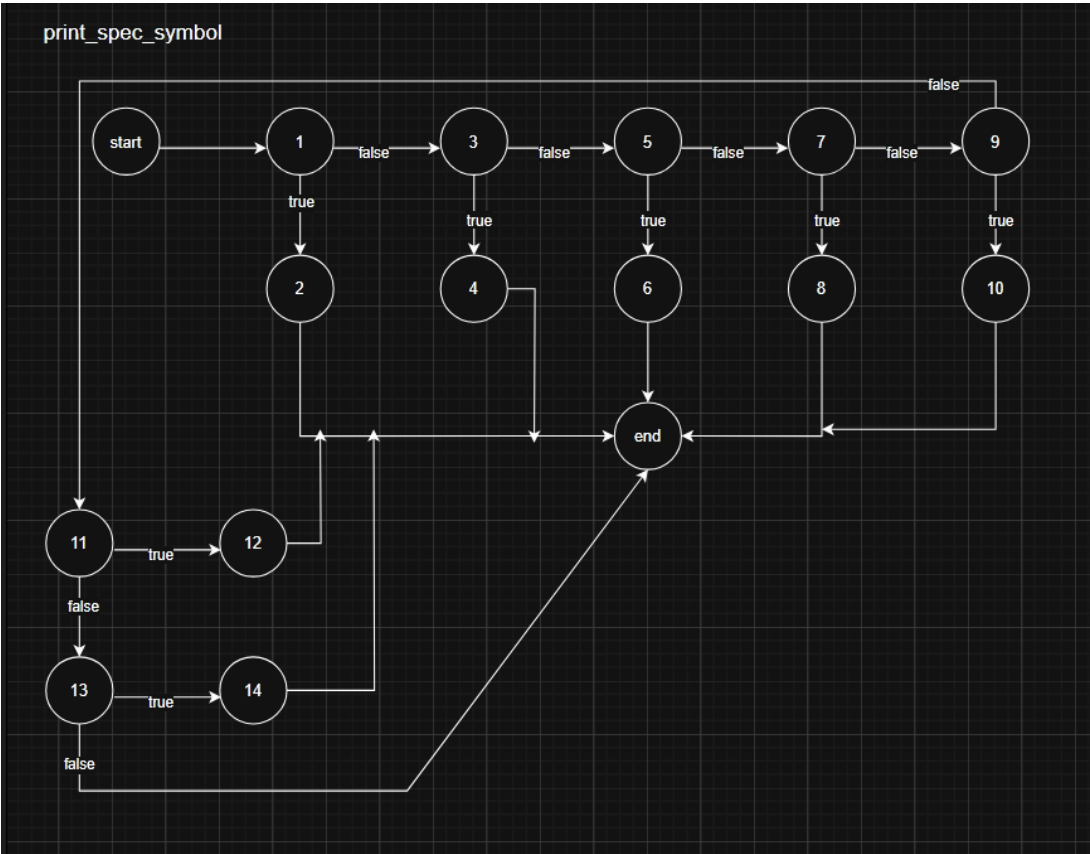 print_spec_symbol
false
start
1
false
3
false
5
false
7
false
9
true
true
true
true
true
2
4
6
8
10
end
11
true
12
false
13
true
14
false